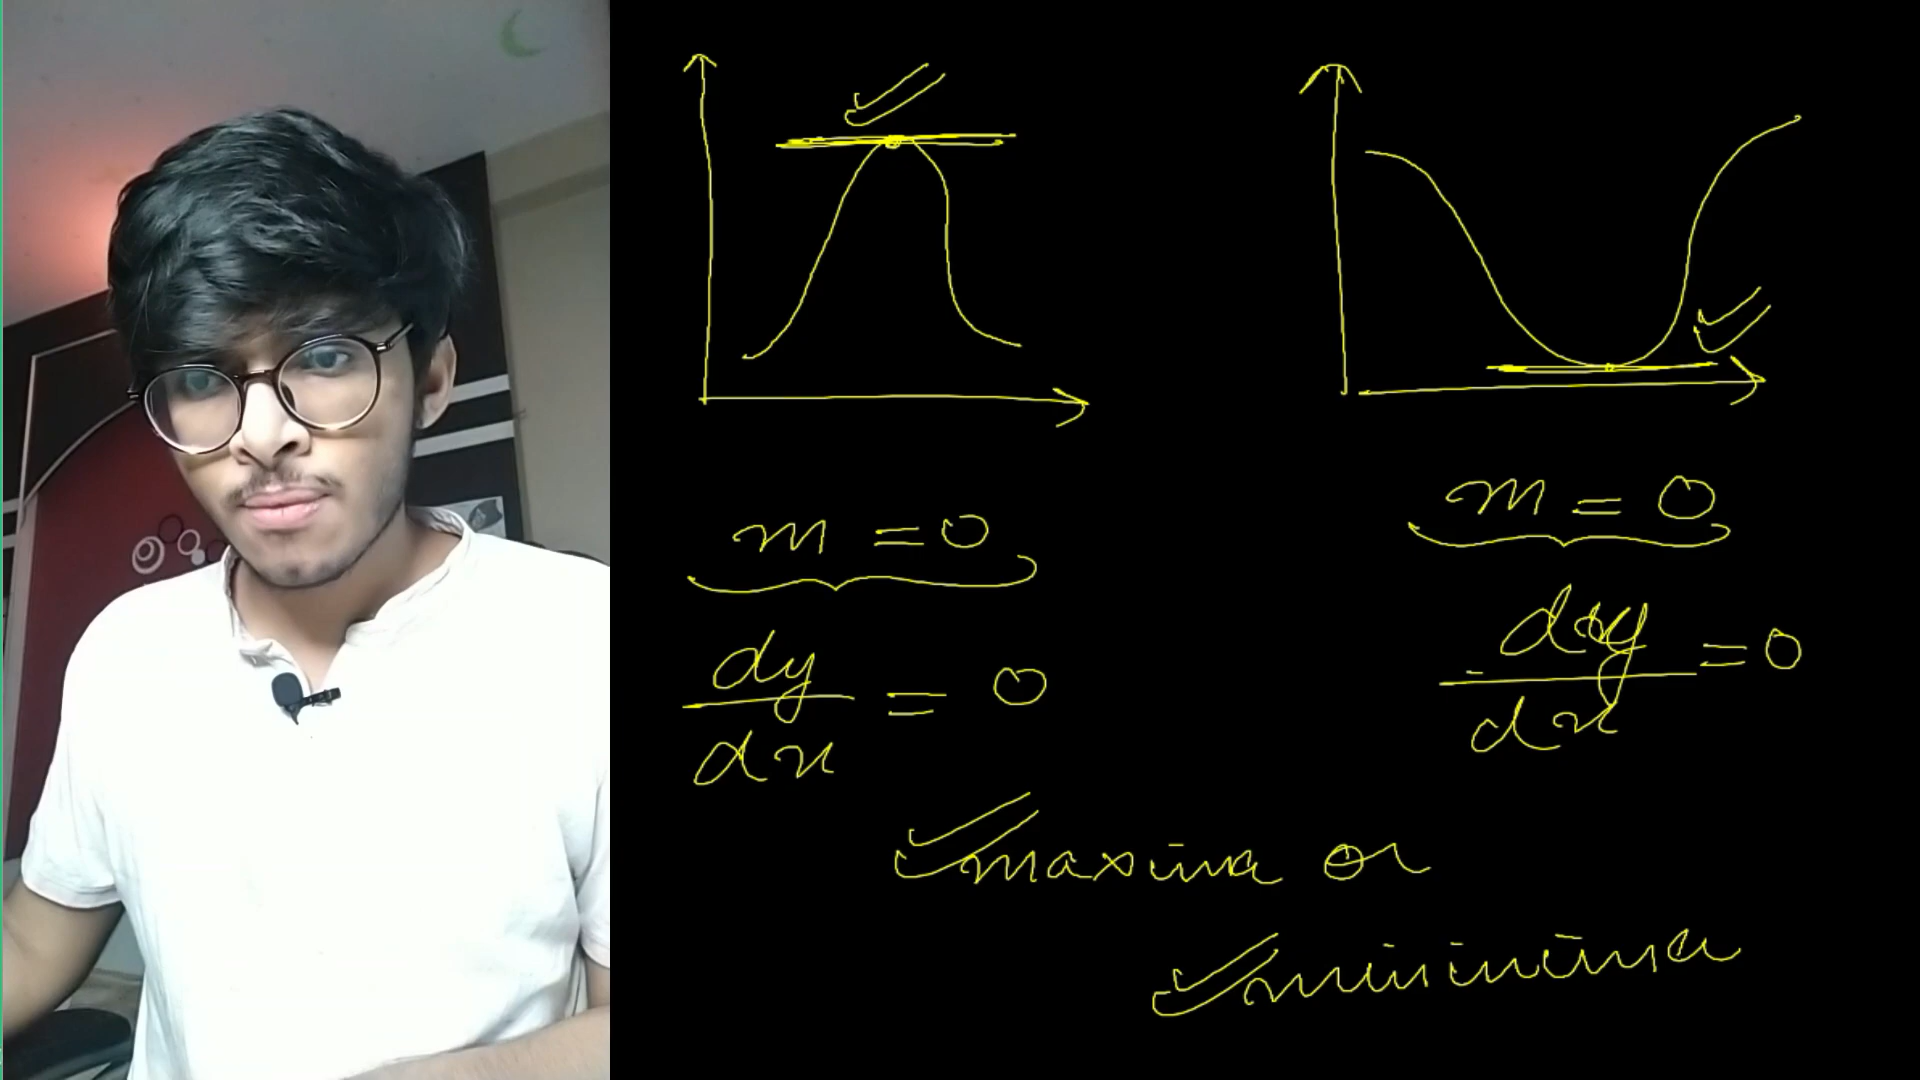 m = 0
m = 0
dy/dx = 0
dy/dx = 0
maxima or
minima